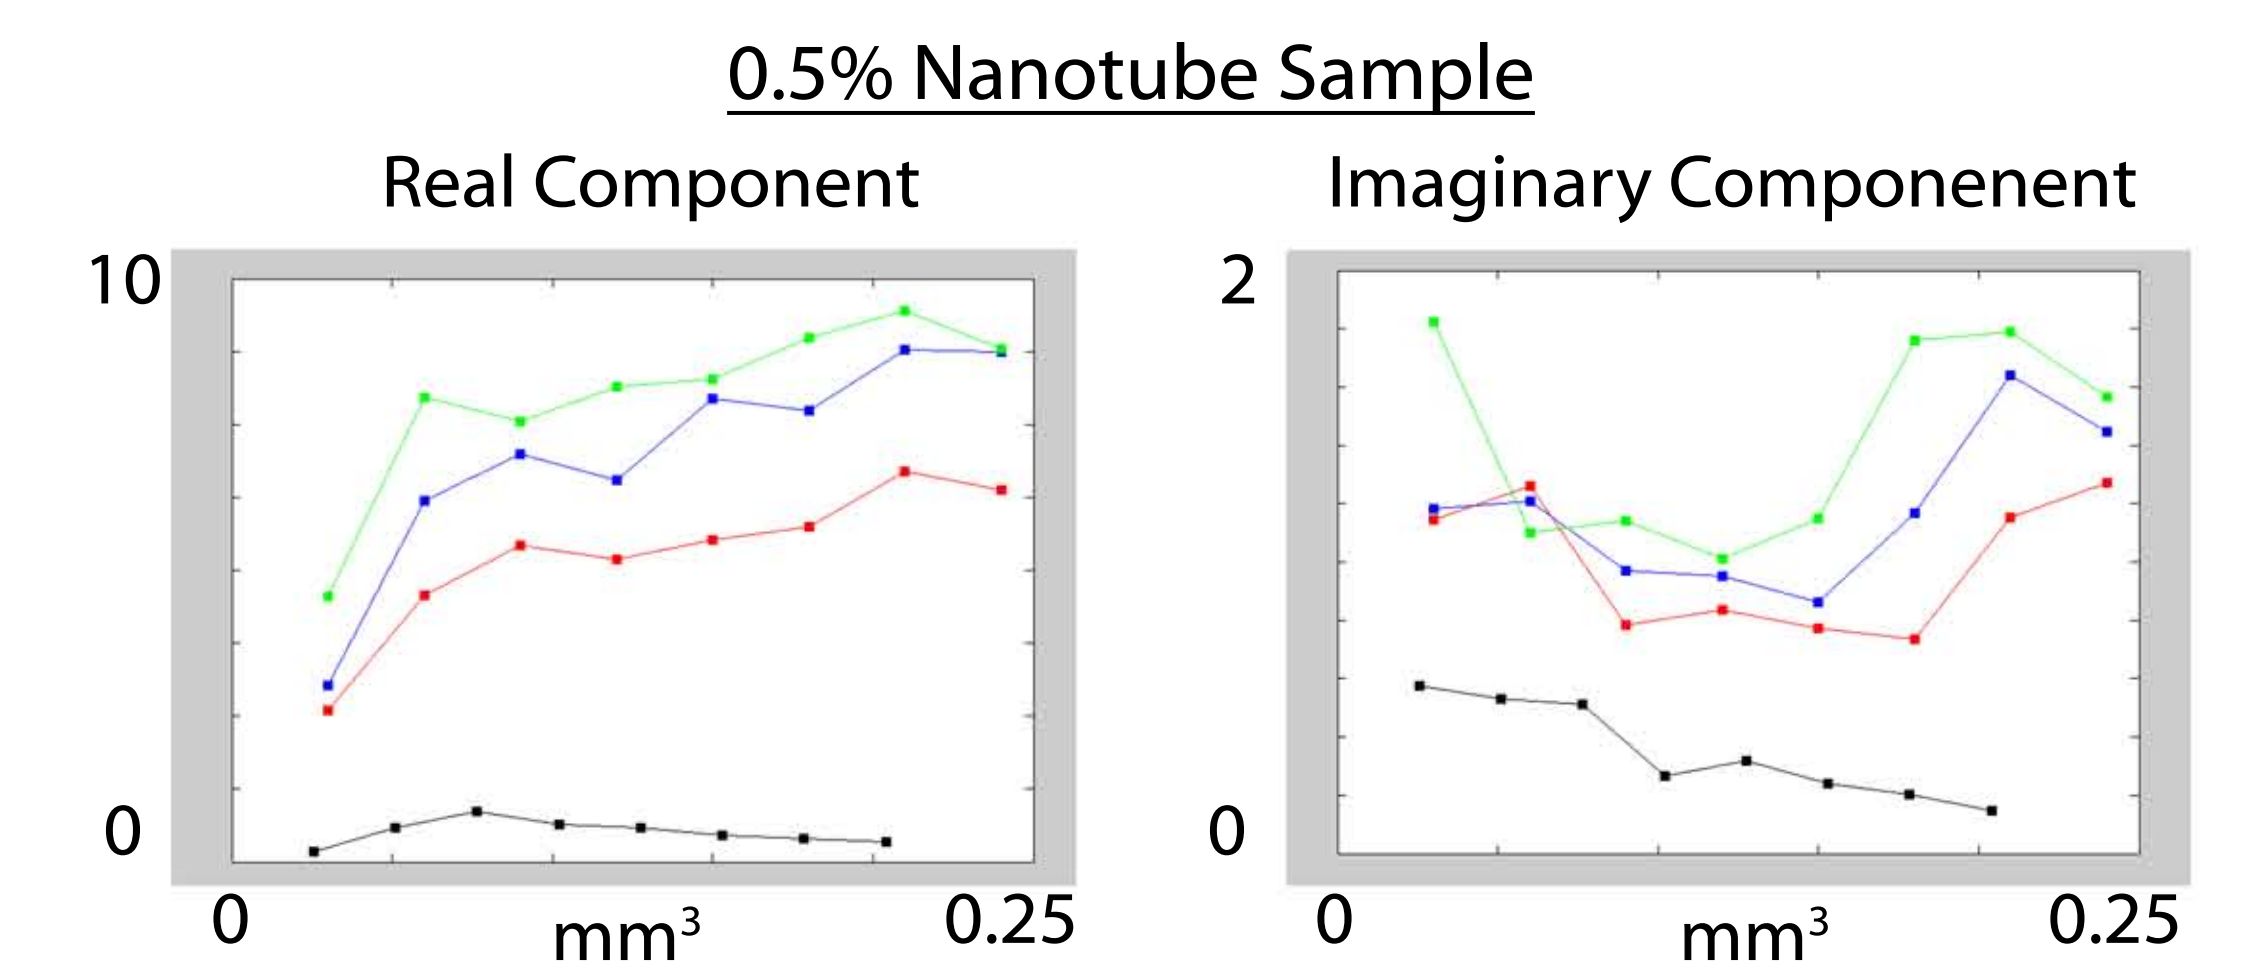 0.5% Nanotube Sample
Real Component
Imaginary Componenent
10
0
0
mm³
0.25
2
0
0
mm³
0.25